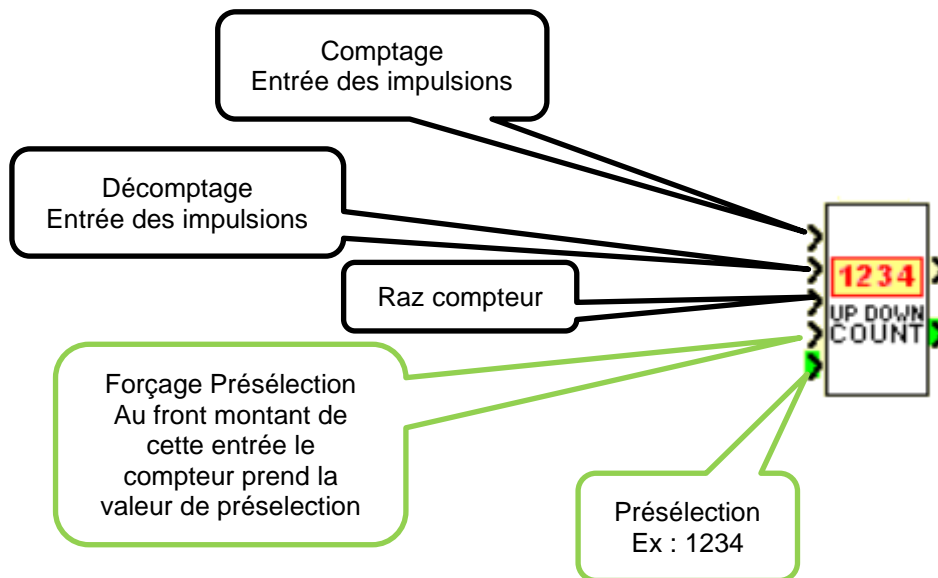 Comptage
Entrée des impulsions
Décomptage
Entrée des impulsions
Raz compteur
Forçage Présélection
Au front montant de
cette entrée le
compteur prend la
valeur de préselection
Présélection
Ex : 1234
1234
UP DOWN
COUNT